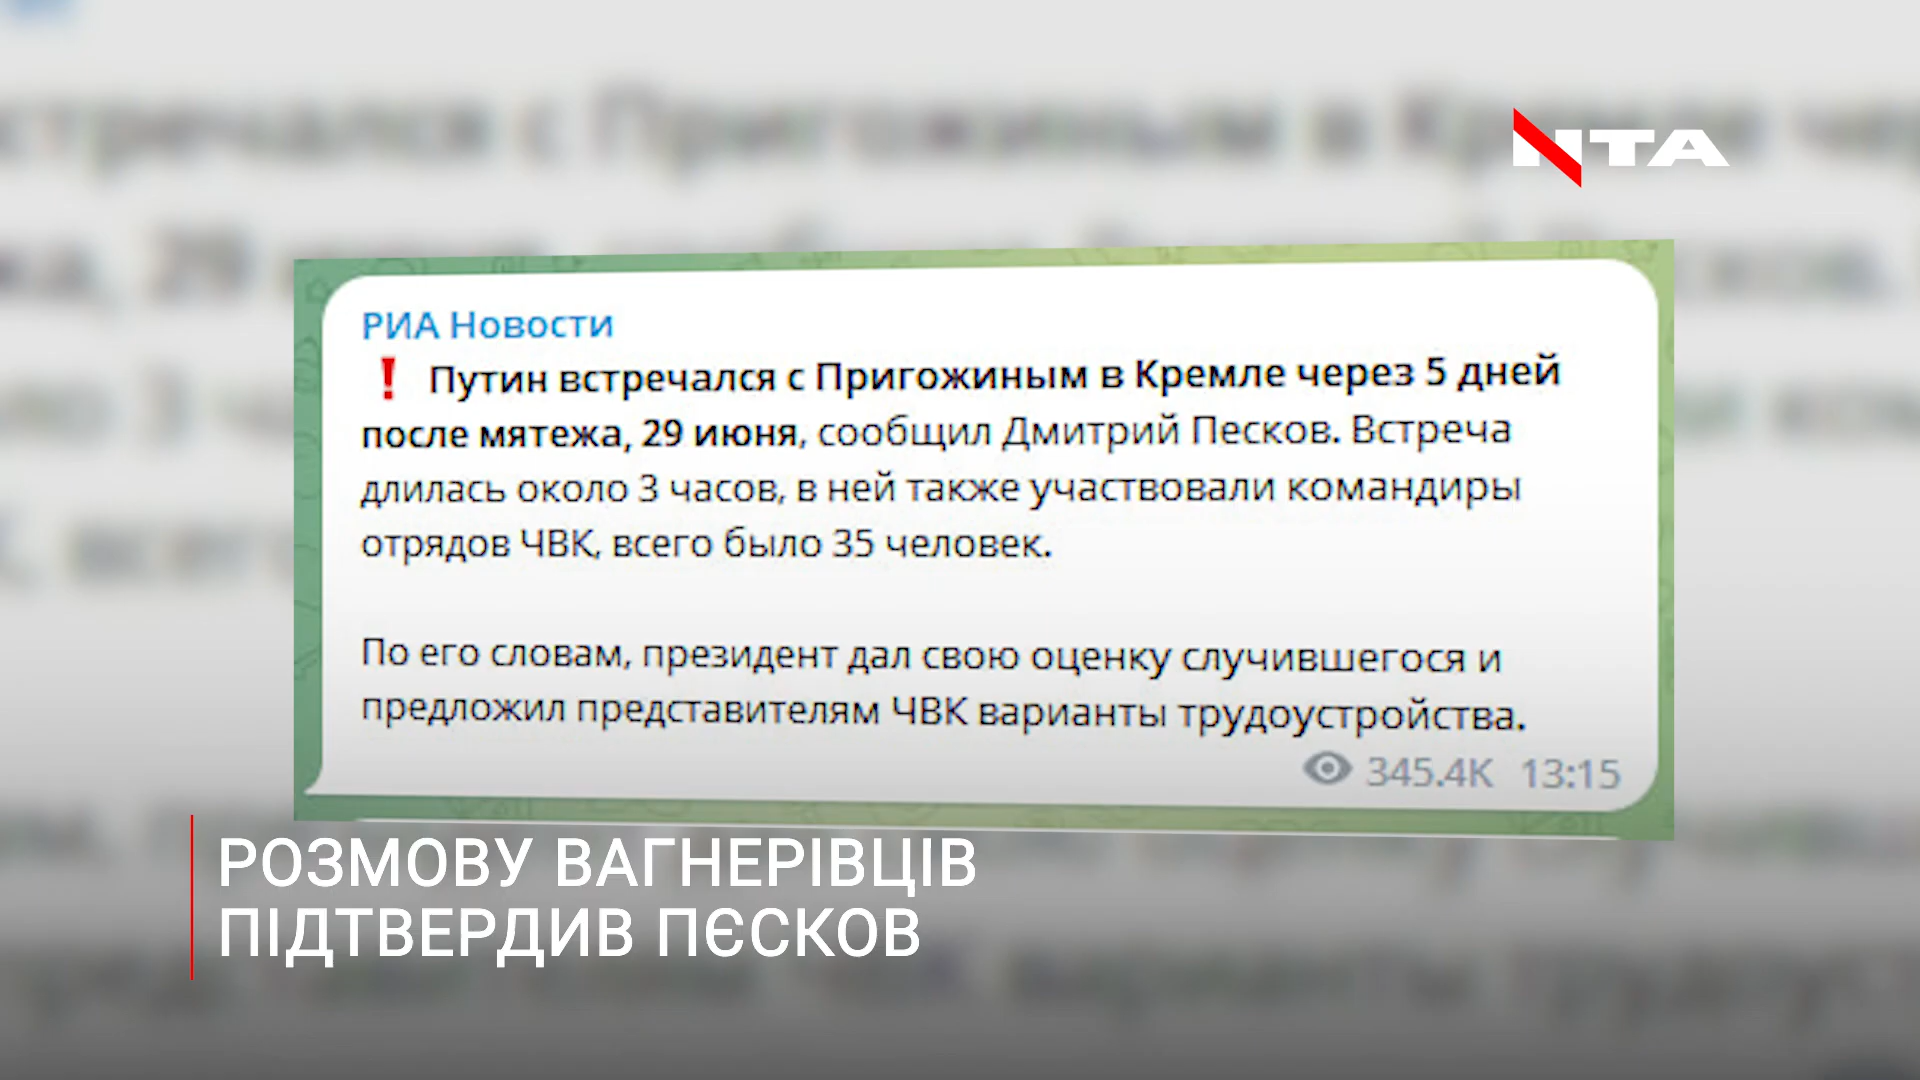 NTA
РИА Новости
❗ Путин встречался с Пригожиным в Кремле через 5 дней
после мятежа, 29 июня, сообщил Дмитрий Песков. Встреча
длилась около 3 часов, в ней также участвовали командиры
отрядов ЧВК, всего было 35 человек.
По его словам, президент дал свою оценку случившегося и
предложил представителям ЧВК варианты трудоустройства.
345.4K 13:15
РОЗМОВУ ВАГНЕРІВЦІВ
ПІДТВЕРДИВ ПЄСКОВ